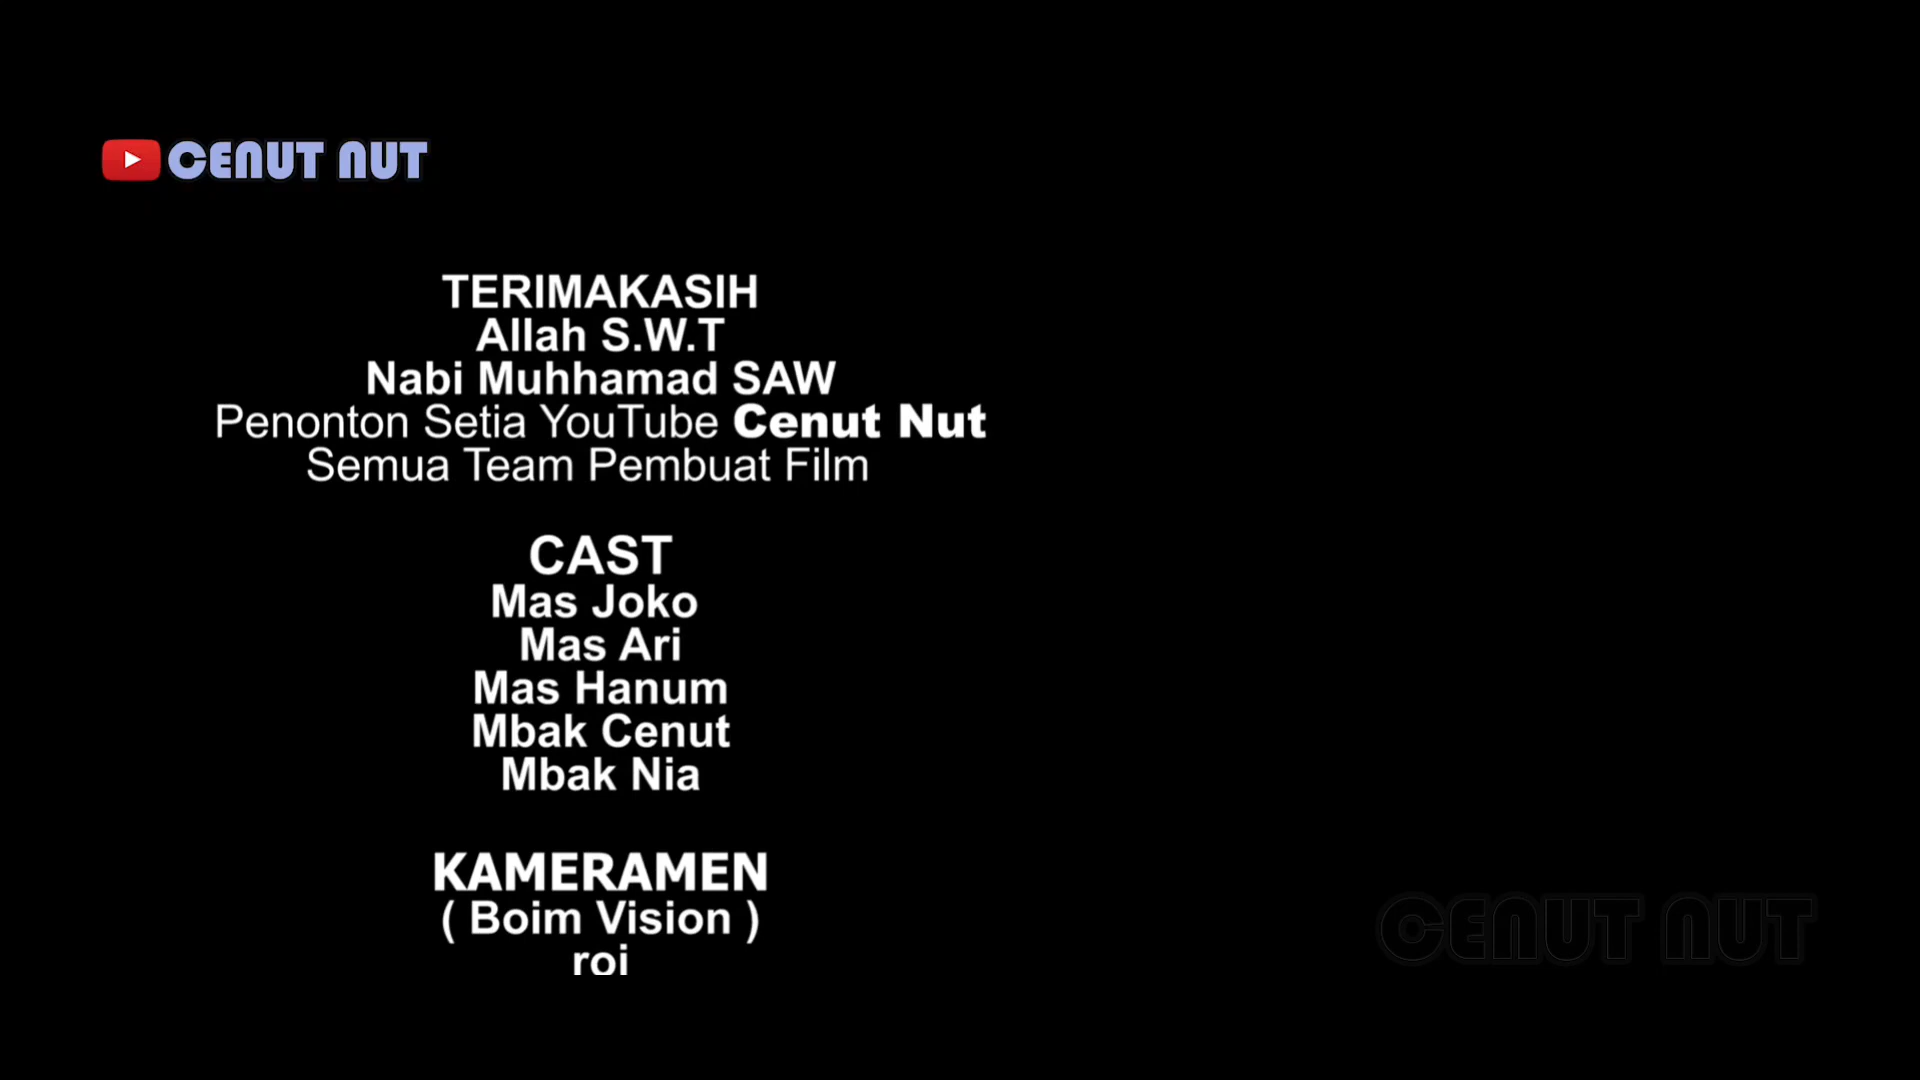 CENUT NUT
TERIMAKASIH
Allah S.W.T
Nabi Muhhamad SAW
Penonton Setia YouTube Cenut Nut
Semua Team Pembuat Film
CAST
Mas Joko
Mas Ari
Mas Hanum
Mbak Cenut
Mbak Nia
KAMERAMEN
( Boim Vision )
roi
CENUT NUT